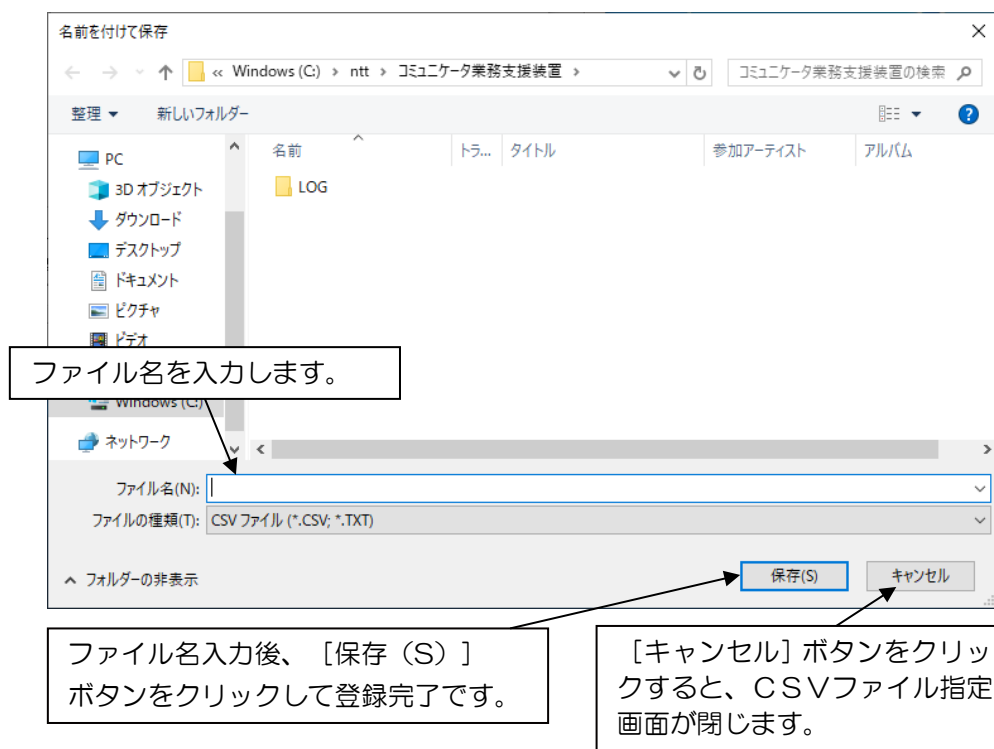 名前を付けて保存
« Windows (C:) › ntt › コミュニケータ業務支援装置 ›
コミュニケータ業務支援装置の検索
整理 新しいフォルダー
名前 トラ... タイトル 参加アーティスト アルバム
LOG
PC
3D オブジェクト
ダウンロード
デスクトップ
ドキュメント
ピクチャ
ビデオ
ファイル名を入力します。
Windows (C:)
ネットワーク
ファイル名(N):
ファイルの種類(T): CSV ファイル (*.CSV; *.TXT)
フォルダーの非表示
保存(S) キャンセル
ファイル名入力後、［保存（S）］
ボタンをクリックして登録完了です。
［キャンセル］ボタンをクリッ
クすると、ＣＳＶファイル指定
画面が閉じます。